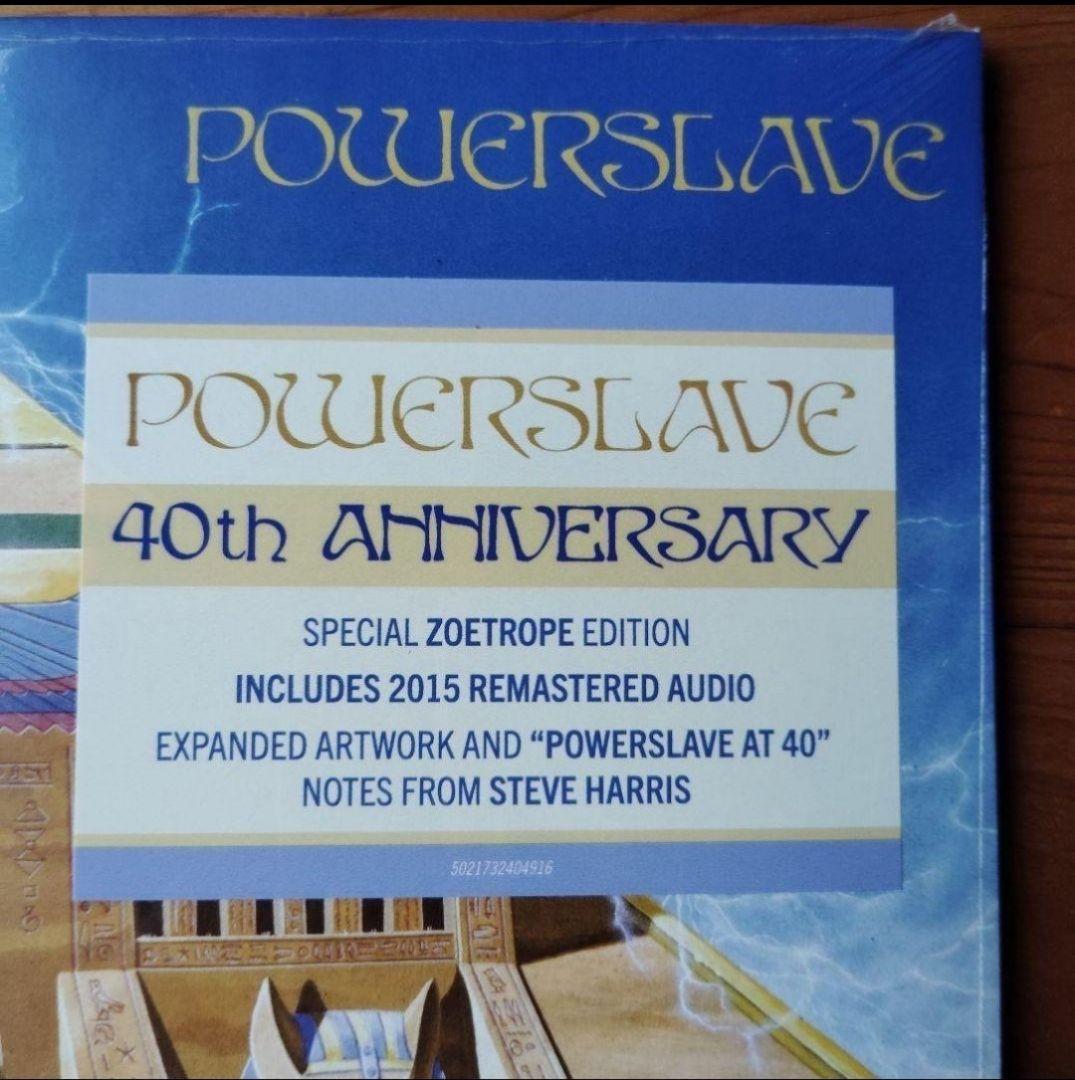 POWERSLAVE
POWERSLAVE
40th ANNIVERSARY
SPECIAL ZOETROPE EDITION
INCLUDES 2015 REMASTERED AUDIO
EXPANDED ARTWORK AND “POWERSLAVE AT 40”
NOTES FROM STEVE HARRIS
5021732404916